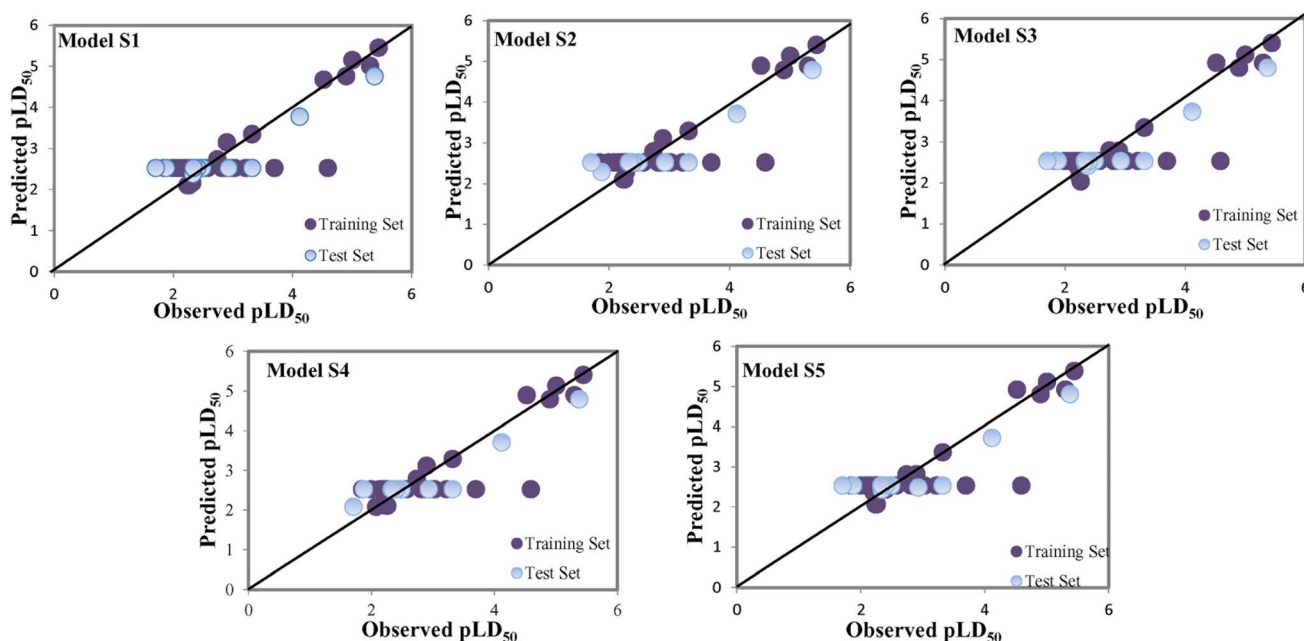 Model S1
Predicted pLD₅₀
6
5
4
3
2
1
0
Training Set
Test Set
0 2 4 6
Observed pLD₅₀
Model S2
Predicted pLD₅₀
6
5
4
3
2
1
0
Training Set
Test Set
0 2 4 6
Observed pLD₅₀
Model S3
Predicted pLD₅₀
6
5
4
3
2
1
0
Training Set
Test Set
0 2 4 6
Observed pLD₅₀
Model S4
Predicted pLD₅₀
6
5
4
3
2
1
0
Training Set
Test Set
0 2 4 6
Observed pLD₅₀
Model S5
Predicted pLD₅₀
6
5
4
3
2
1
0
Training Set
Test Set
0 2 4 6
Observed pLD₅₀